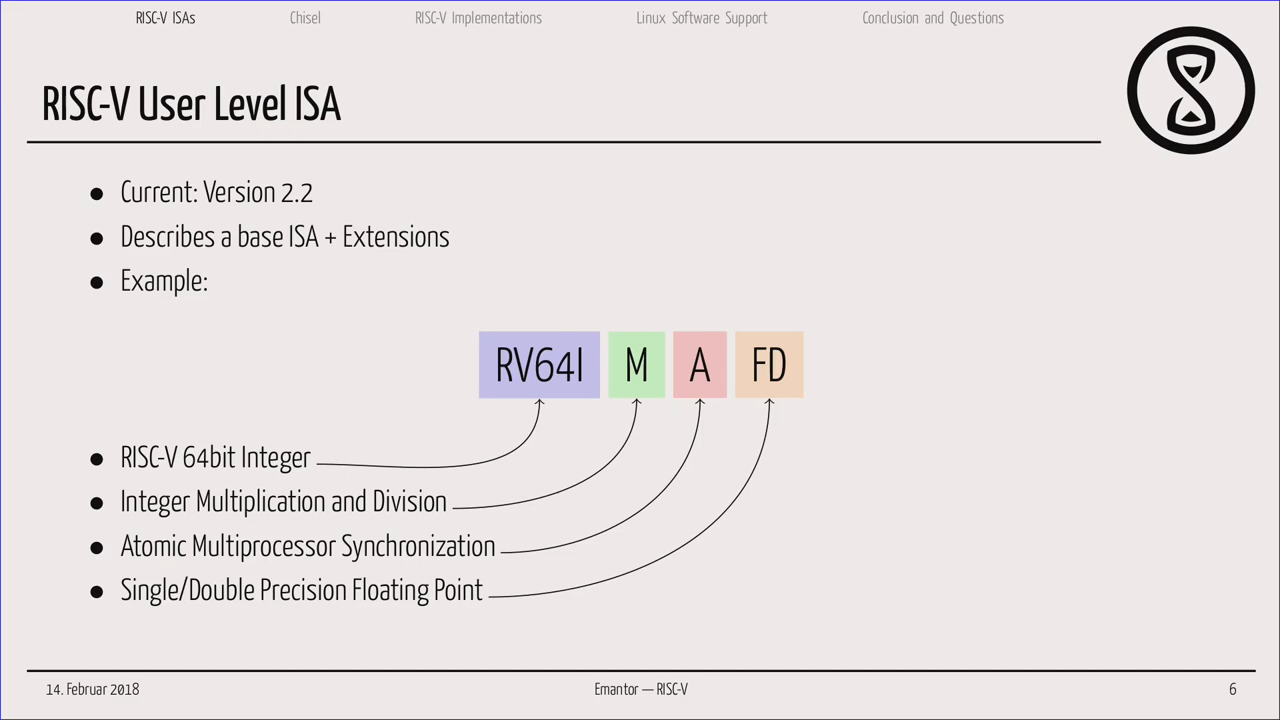 RISC-V ISAs Chisel RISC-V Implementations Linux Software Support Conclusion and Questions
RISC-V User Level ISA
● Current: Version 2.2
● Describes a base ISA + Extensions
● Example:
RV64I M A FD
● RISC-V 64bit Integer
● Integer Multiplication and Division
● Atomic Multiprocessor Synchronization
● Single/Double Precision Floating Point
14. Februar 2018 Emantor — RISC-V 6